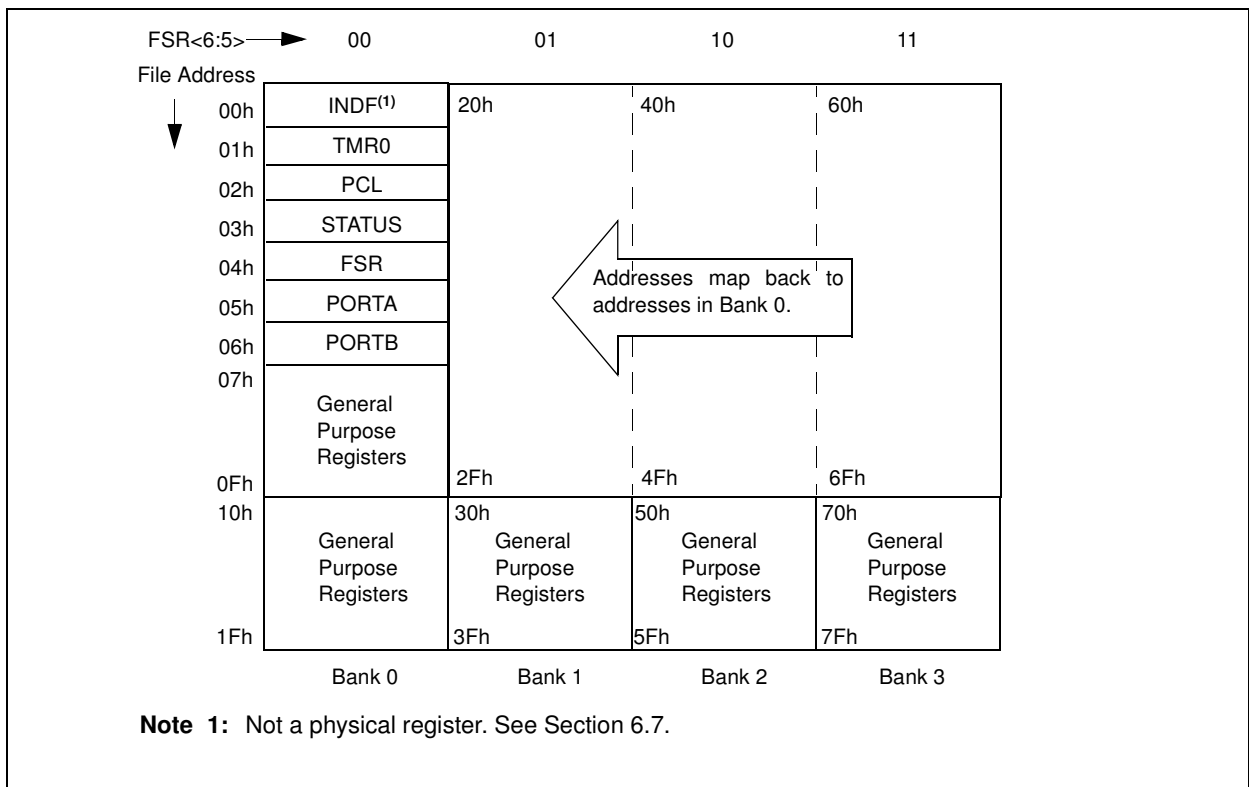 FSR<6:5> 00 01 10 11
File Address
00h INDF(1) 20h 40h 60h
01h TMR0
02h PCL
03h STATUS
04h FSR
05h PORTA
06h PORTB
07h
Addresses map back to
addresses in Bank 0.
General
Purpose
Registers
0Fh 2Fh 4Fh 6Fh
10h 30h 50h 70h
General General General General
Purpose Purpose Purpose Purpose
Registers Registers Registers Registers
1Fh 3Fh 5Fh 7Fh
Bank 0 Bank 1 Bank 2 Bank 3
Note 1: Not a physical register. See Section 6.7.